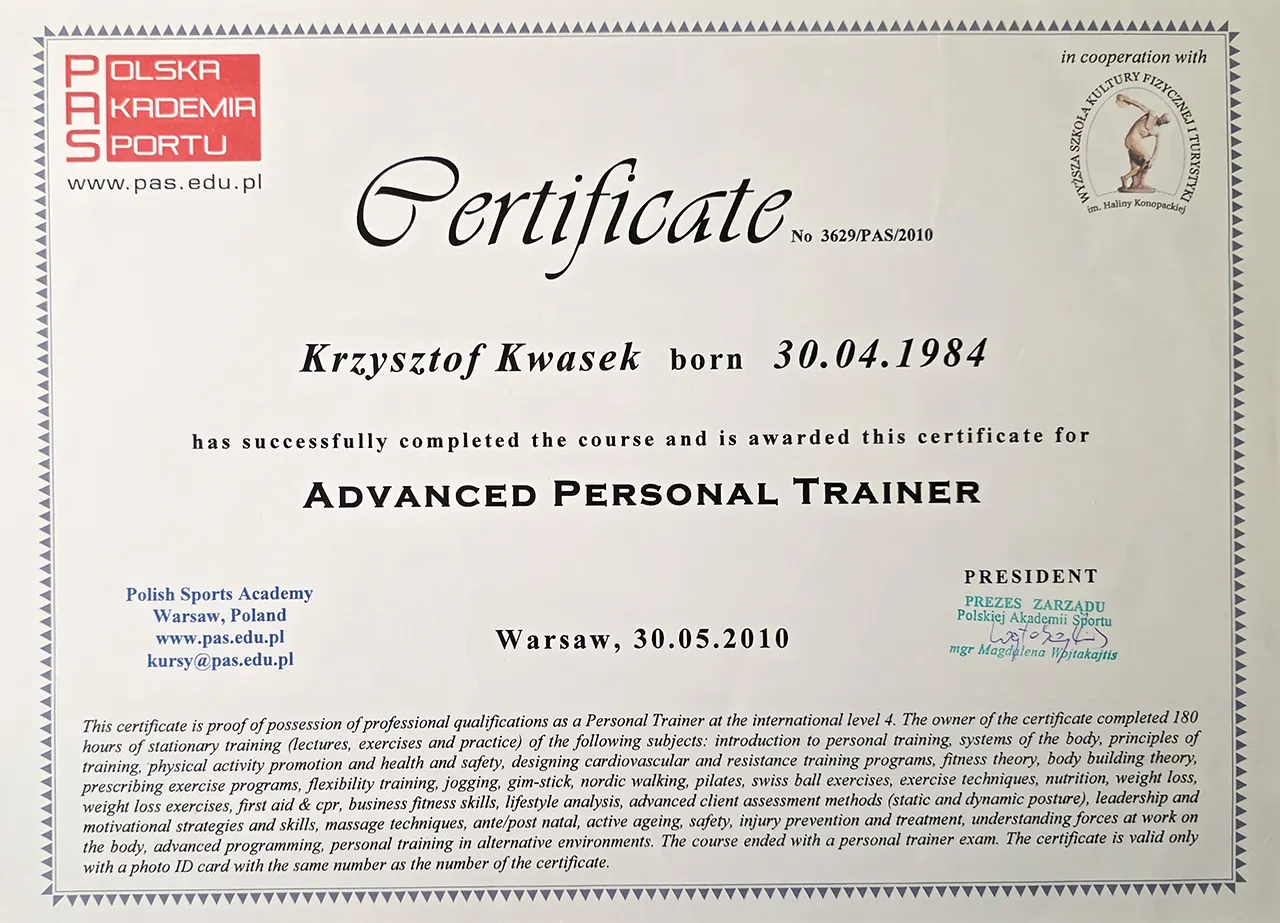 POLSKA
AKADEMIA
SPORTU
www.pas.edu.pl
in cooperation with
WYŻSZA SZKOŁA KULTURY FIZYCZNEJ I TURYSTYKI
im. Haliny Konopackiej
Certificate No 3629/PAS/2010
Krzysztof Kwasek born 30.04.1984
has successfully completed the course and is awarded this certificate for
ADVANCED PERSONAL TRAINER
Polish Sports Academy
Warsaw, Poland
www.pas.edu.pl
kursy@pas.edu.pl
Warsaw, 30.05.2010
PRESIDENT
PREZES ZARZĄDU
Polskiej Akademii Sportu
mgr Magdalena Wojtakajtis
This certificate is proof of possession of professional qualifications as a Personal Trainer at the international level 4. The owner of the certificate completed 180
hours of stationary training (lectures, exercises and practice) of the following subjects: introduction to personal training, systems of the body, principles of
training, physical activity promotion and health and safety, designing cardiovascular and resistance training programs, fitness theory, body building theory,
prescribing exercise programs, flexibility training, jogging, gim-stick, nordic walking, pilates, swiss ball exercises, exercise techniques, nutrition, weight loss,
weight loss exercises, first aid & cpr, business fitness skills, lifestyle analysis, advanced client assessment methods (static and dynamic posture), leadership and
motivational strategies and skills, massage techniques, ante/post natal, active ageing, safety, injury prevention and treatment, understanding forces at work on
the body, advanced programming, personal training in alternative environments. The course ended with a personal trainer exam. The certificate is valid only
with a photo ID card with the same number as the number of the certificate.